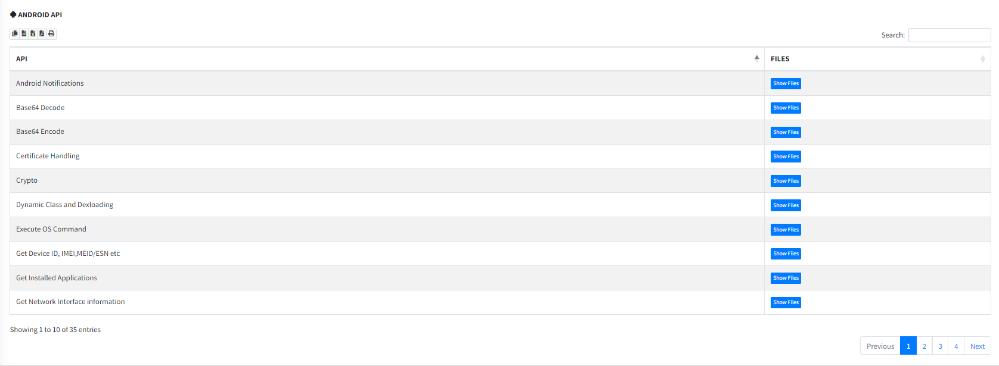 ANDROID API
Search:
API FILES
Android Notifications Show Files
Base64 Decode Show Files
Base64 Encode Show Files
Certificate Handling Show Files
Crypto Show Files
Dynamic Class and Dexloading Show Files
Execute OS Command Show Files
Get Device ID, IMEI,MEID/ESN etc Show Files
Get Installed Applications Show Files
Get Network Interface information Show Files
Showing 1 to 10 of 35 entries
Previous 1 2 3 4 Next